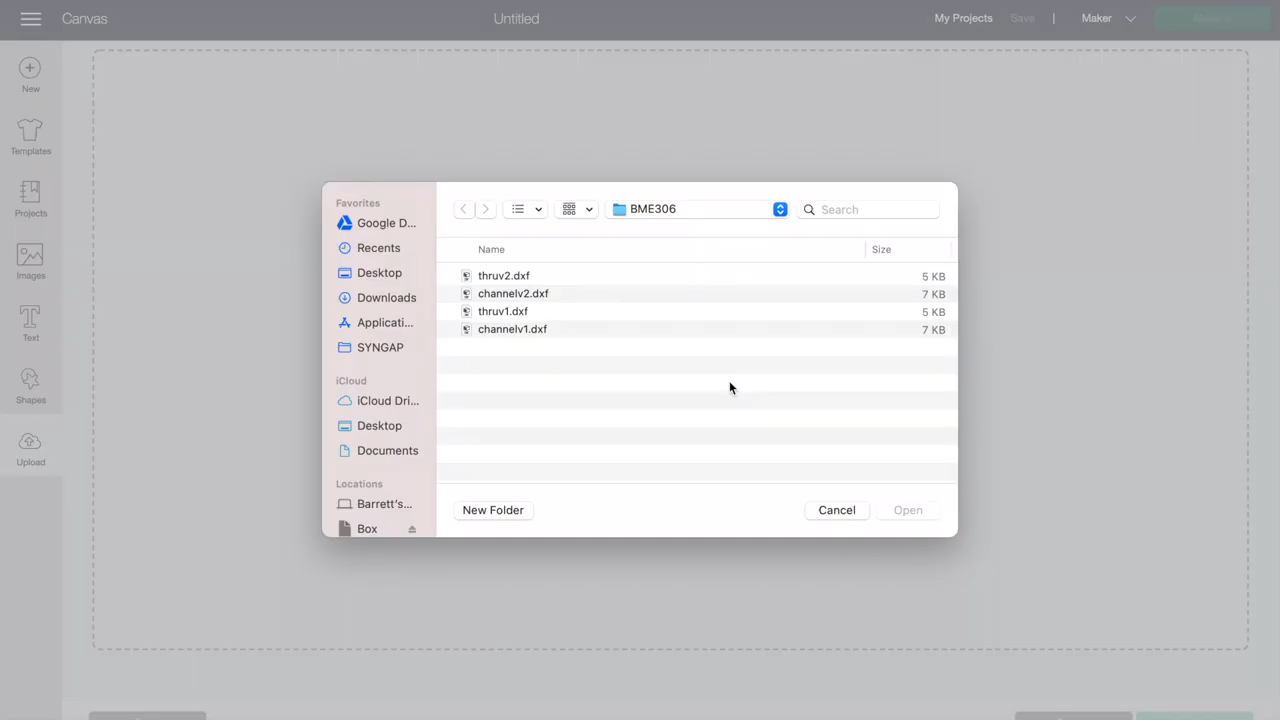 Canvas
Untitled
My Projects
Save
|
Maker
New
Templates
Projects
Images
Text
Shapes
Upload
Favorites
Google D...
Recents
Desktop
Downloads
Applicati...
SYNGAP
iCloud
iCloud Dri...
Desktop
Documents
Locations
Barrett's...
Box
BME306
Search
Name Size
thruv2.dxf 5 KB
channelv2.dxf 7 KB
thruv1.dxf 5 KB
channelv1.dxf 7 KB
New Folder
Cancel
Open